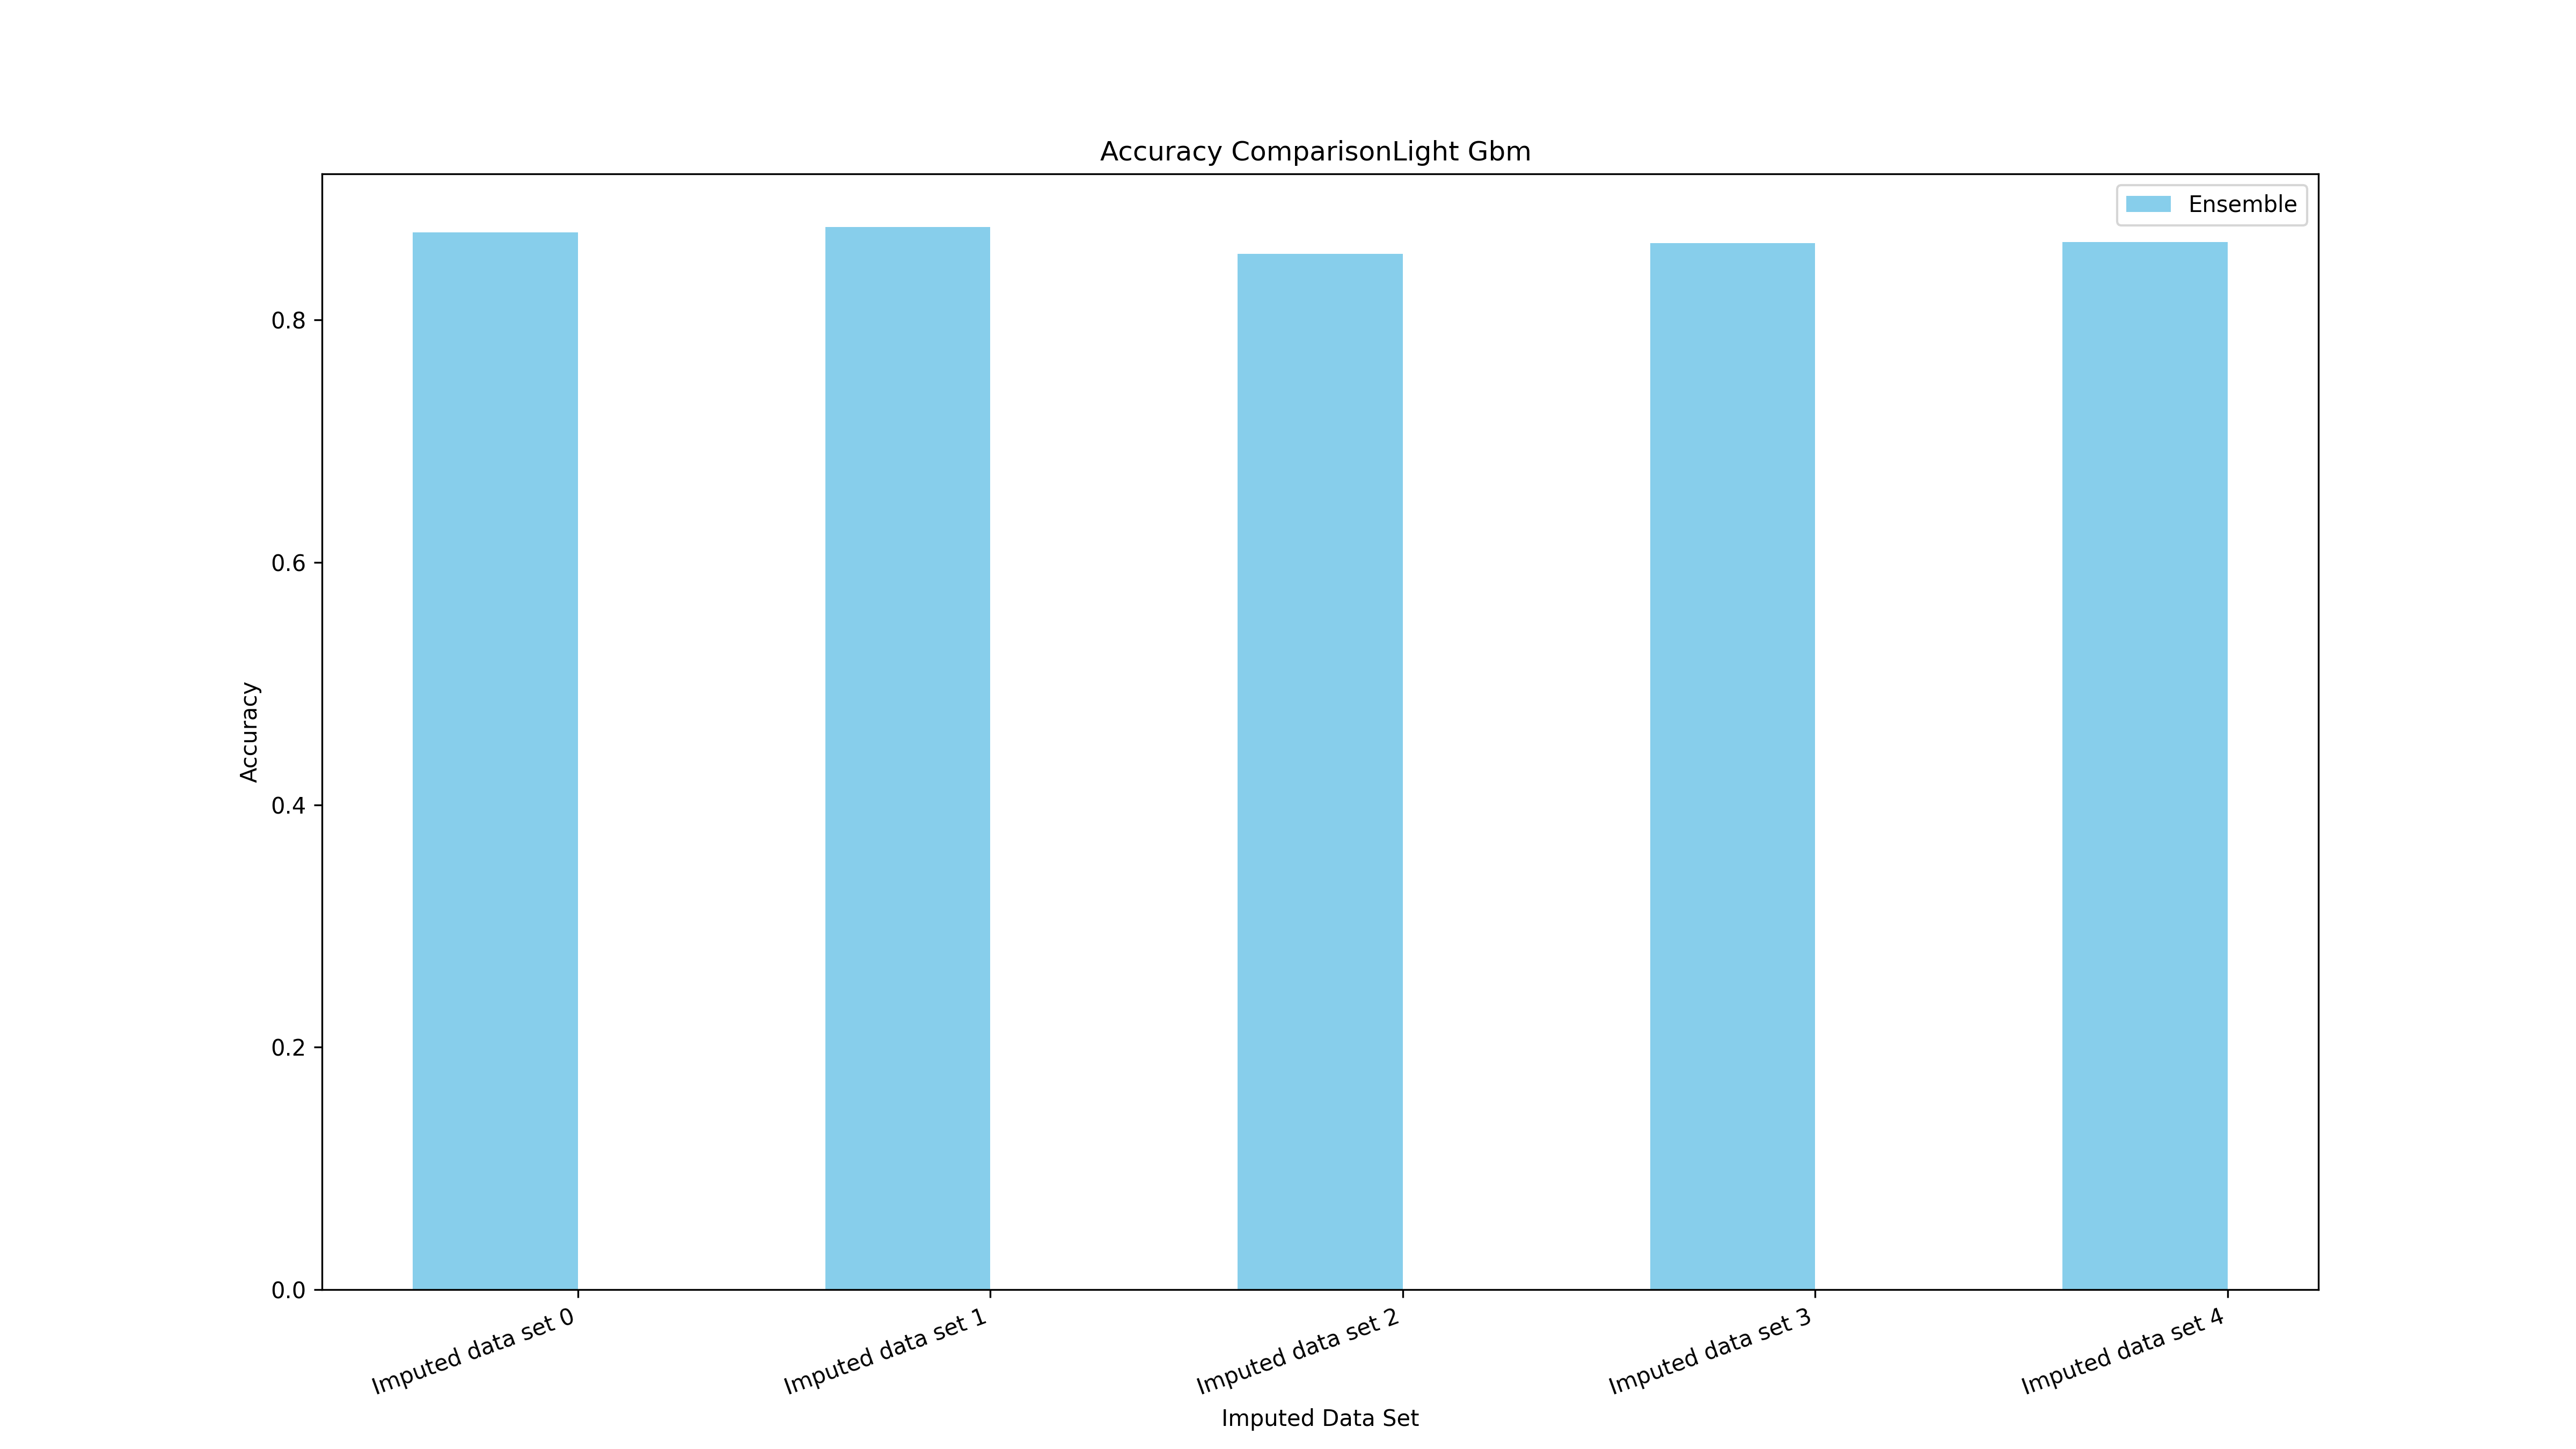 Accuracy ComparisonLight Gbm
Ensemble
0.8
0.6
0.4
0.2
0.0
Accuracy
Imputed data set 0
Imputed data set 1
Imputed data set 2
Imputed data set 3
Imputed data set 4
Imputed Data Set